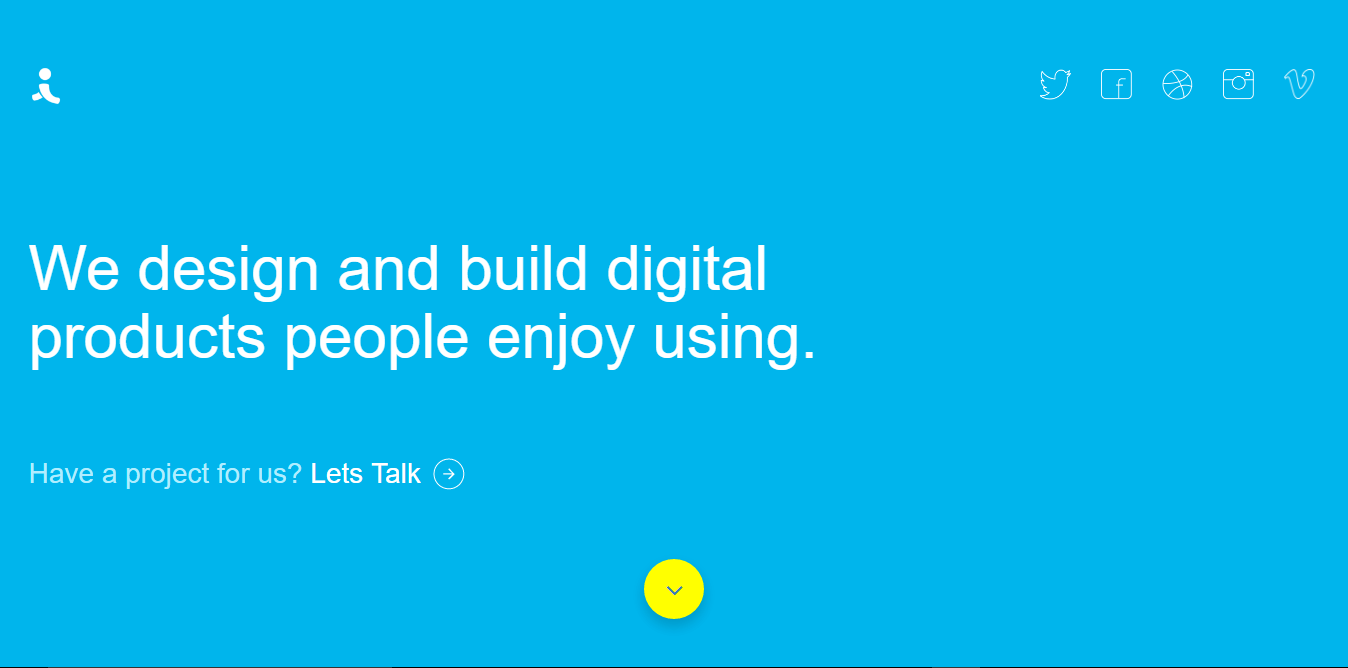 We design and build digital
products people enjoy using.
Have a project for us? Lets Talk